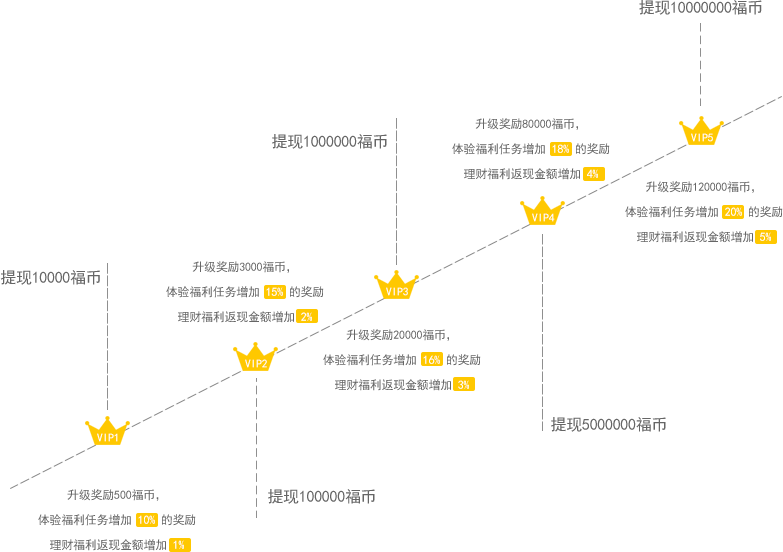 提现10000000福币
VIP5
升级奖励120000福币，
体验福利任务增加 20% 的奖励
理财福利返现金额增加 5%
升级奖励80000福币，
体验福利任务增加 18% 的奖励
理财福利返现金额增加 4%
VIP4
提现5000000福币
提现1000000福币
VIP3
升级奖励20000福币，
体验福利任务增加 16% 的奖励
理财福利返现金额增加 3%
升级奖励3000福币，
体验福利任务增加 15% 的奖励
理财福利返现金额增加 2%
VIP2
提现100000福币
提现10000福币
VIP1
升级奖励500福币，
体验福利任务增加 10% 的奖励
理财福利返现金额增加 1%